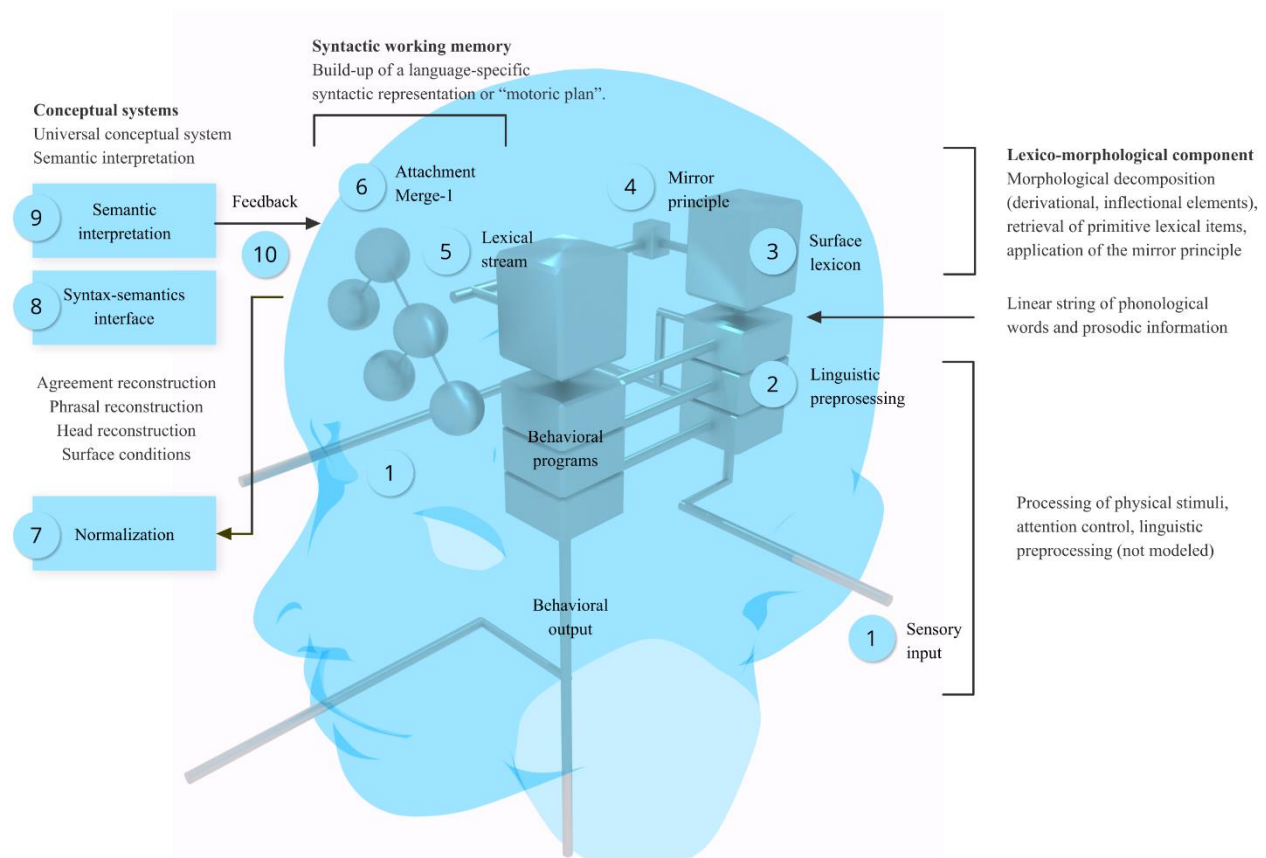 Syntactic working memory
Build-up of a language-specific
syntactic representation or “motoric plan”.
Conceptual systems
Universal conceptual system
Semantic interpretation
9
Semantic
interpretation
Feedback
10
8
Syntax-semantics
interface
Agreement reconstruction
Phrasal reconstruction
Head reconstruction
Surface conditions
7
Normalization
6
Attachment
Merge-1
5
Lexical
stream
4
Mirror
principle
3
Surface
lexicon
2
Linguistic
preprosessing
1
Behavioral
programs
Behavioral
output
1
Sensory
input
Lexico-morphological component
Morphological decomposition
(derivational, inflectional elements),
retrieval of primitive lexical items,
application of the mirror principle
Linear string of phonological
words and prosodic information
Processing of physical stimuli,
attention control, linguistic
preprocessing (not modeled)